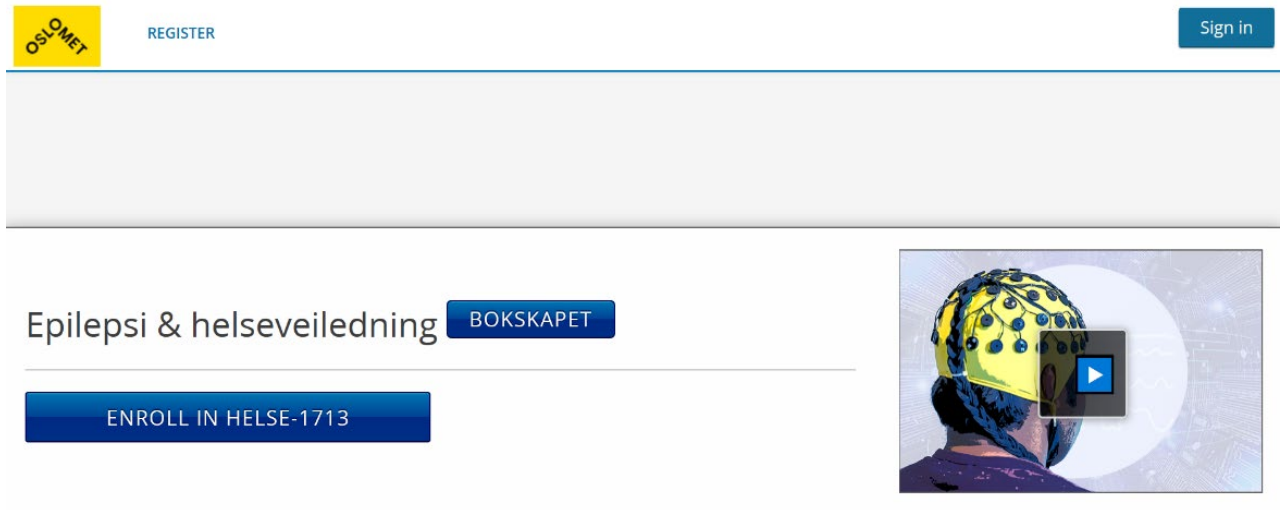 OSLOMET
REGISTER
Sign in
Epilepsi & helseveiledning
BOKSKAPET
ENROLL IN HELSE-1713